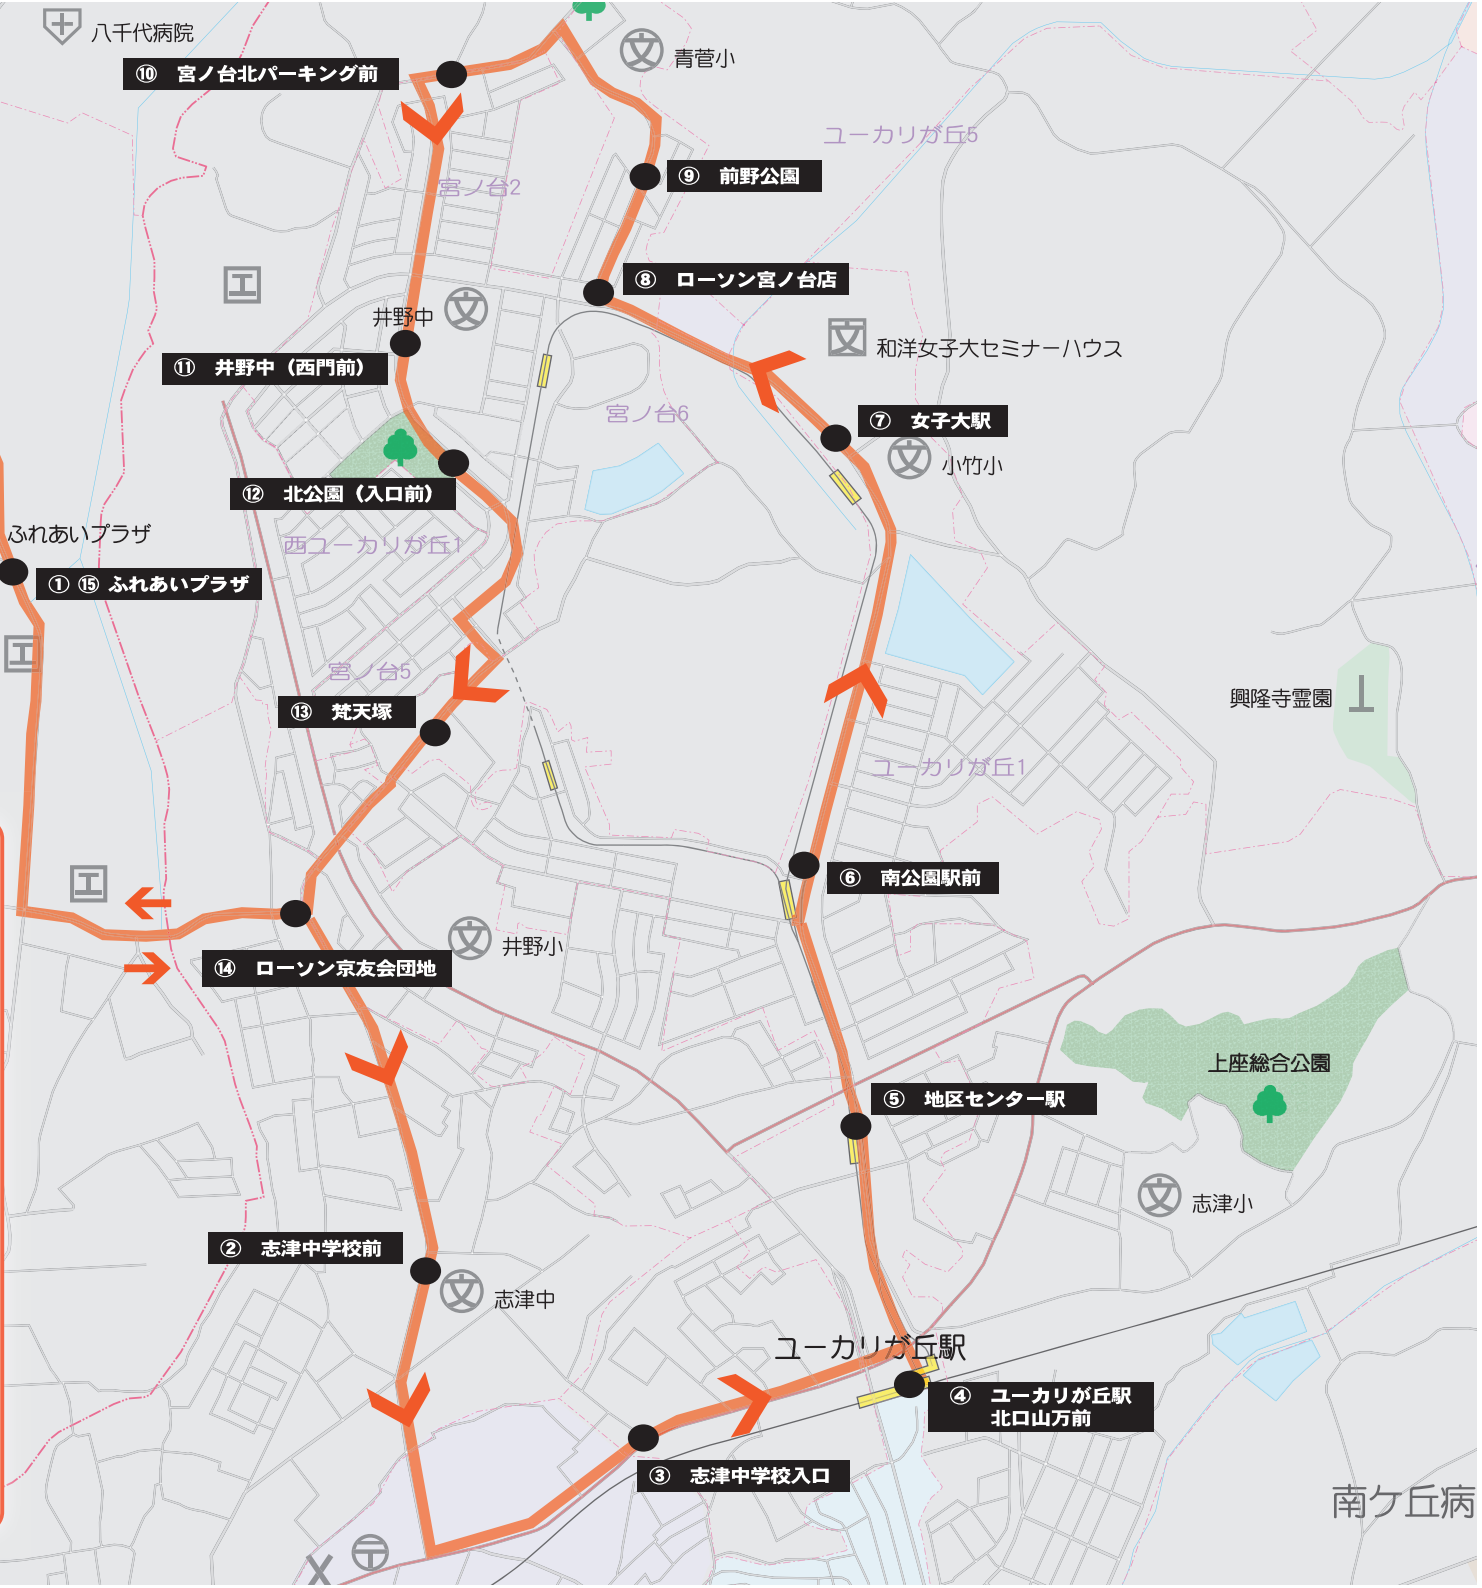 八千代病院
青菅小
⑩ 宮ノ台北パーキング前
ユーカリが丘5
⑨ 前野公園
宮ノ台2
⑧ ローソン宮ノ台店
井野中
和洋女子大セミナーハウス
⑪ 井野中（西門前）
宮ノ台6
⑦ 女子大駅
小竹小
⑫ 北公園（入口前）
ふれあいプラザ
西ユーカリが丘1
① ⑮ ふれあいプラザ
宮ノ台5
興隆寺霊園
⑬ 梵天塚
ユーカリが丘1
⑥ 南公園駅前
井野小
⑭ ローソン京友会団地
上座総合公園
⑤ 地区センター駅
志津小
② 志津中学校前
志津中
ユーカリが丘駅
④ ユーカリが丘駅
北口山万前
③ 志津中学校入口
南ケ丘病